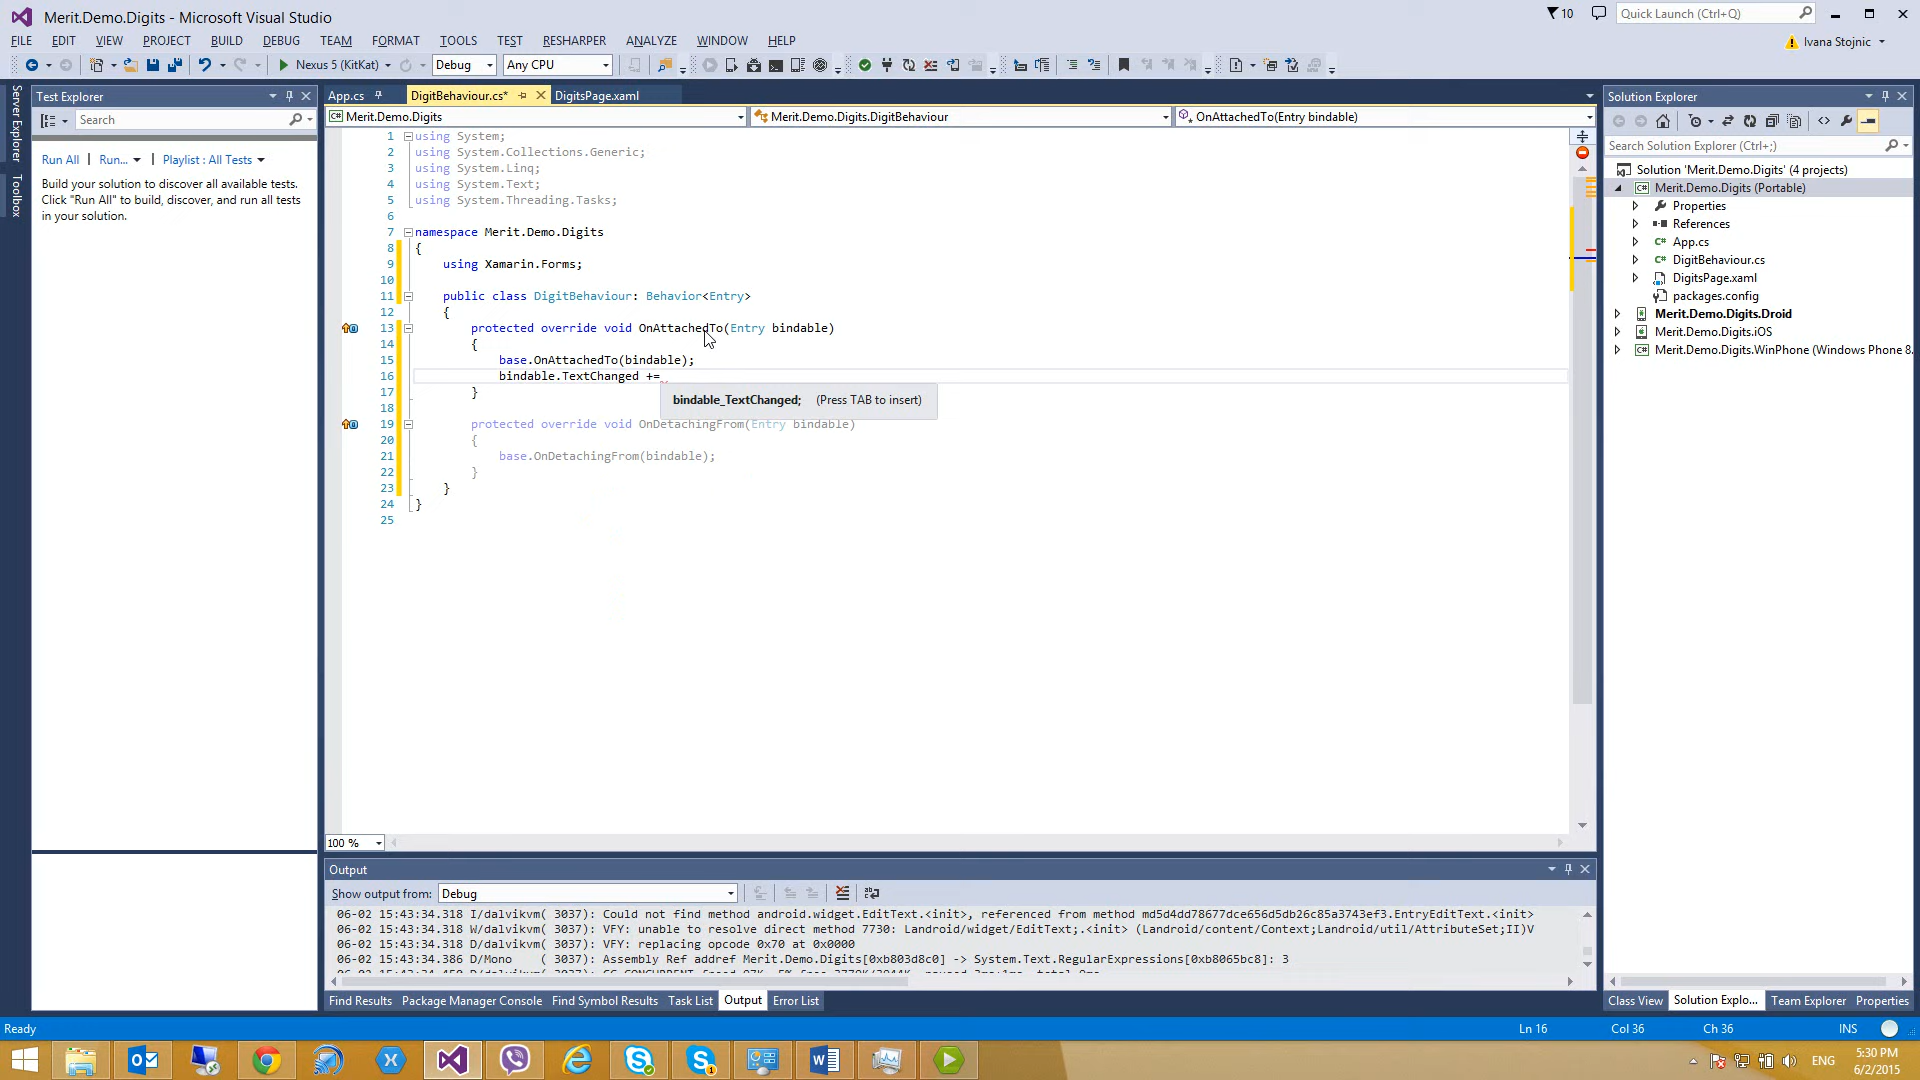 Merit.Demo.Digits - Microsoft Visual Studio
10
Quick Launch (Ctrl+Q)
FILE EDIT VIEW PROJECT BUILD DEBUG TEAM FORMAT TOOLS TEST RESHARPER ANALYZE WINDOW HELP
Ivana Stojnic
Nexus 5 (KitKat) Debug Any CPU
Server Explorer
Toolbox
Test Explorer
Search
Run All Run... Playlist : All Tests
Build your solution to discover all available tests.
Click "Run All" to build, discover, and run all tests
in your solution.
App.cs DigitBehaviour.cs* DigitsPage.xaml
Merit.Demo.Digits Merit.Demo.Digits.DigitBehaviour OnAttachedTo(Entry bindable)
1 using System;
2 using System.Collections.Generic;
3 using System.Linq;
4 using System.Text;
5 using System.Threading.Tasks;
6
7 namespace Merit.Demo.Digits
8 {
9 using Xamarin.Forms;
10
11 public class DigitBehaviour: Behavior<Entry>
12 {
13 protected override void OnAttachedTo(Entry bindable)
14 {
15 base.OnAttachedTo(bindable);
16 bindable.TextChanged +=
17 }
bindable_TextChanged; (Press TAB to insert)
18
19 protected override void OnDetachingFrom(Entry bindable)
20 {
21 base.OnDetachingFrom(bindable);
22 }
23 }
24 }
25
100 %
Output
Show output from: Debug
06-02 15:43:34.318 I/dalvikvm( 3037): Could not find method android.widget.EditText.<init>, referenced from method md5d4dd78677dce656d5db26c85a3743ef3.EntryEditText.<init>
06-02 15:43:34.318 W/dalvikvm( 3037): VFY: unable to resolve direct method 7730: Landroid/widget/EditText;.<init> (Landroid/content/Context;Landroid/util/AttributeSet;II)V
06-02 15:43:34.318 D/dalvikvm( 3037): VFY: replacing opcode 0x70 at 0x0000
06-02 15:43:34.386 D/Mono ( 3037): Assembly Ref addref Merit.Demo.Digits[0xb803d8c0] -> System.Text.RegularExpressions[0xb8065bc8]: 3
Find Results Package Manager Console Find Symbol Results Task List Output Error List
Solution Explorer
Search Solution Explorer (Ctrl+;)
Solution 'Merit.Demo.Digits' (4 projects)
Merit.Demo.Digits (Portable)
Properties
References
App.cs
DigitBehaviour.cs
DigitsPage.xaml
packages.config
Merit.Demo.Digits.Droid
Merit.Demo.Digits.iOS
Merit.Demo.Digits.WinPhone (Windows Phone 8.
Class View Solution Explo... Team Explorer Properties
Ready Ln 16 Col 36 Ch 36 INS
ENG
5:30 PM
6/2/2015